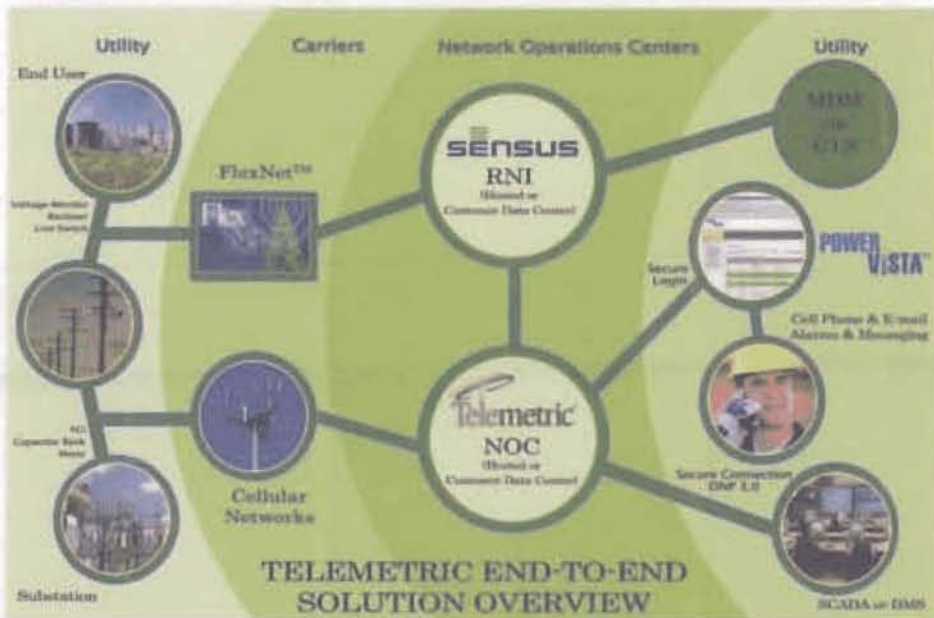 Utility
Carriers
Network Operations Centers
Utility
End User
FlexNet™
SENSUS
RNI
(Hosted or
Customer Data Center)
MDM
or
Voltage Monitor
Recloser
Line Switch
Secure
Login
POWER
VISTA™
Cell Phone & E-mail
Alarms & Messaging
Telemetric
NOC
(Hosted or
Customer Data Center)
FCI
Capacitor Bank
Meter
Cellular
Networks
Secure Connection
DNP 3.0
Substation
SCADA or DMS
TELEMETRIC END-TO-END
SOLUTION OVERVIEW